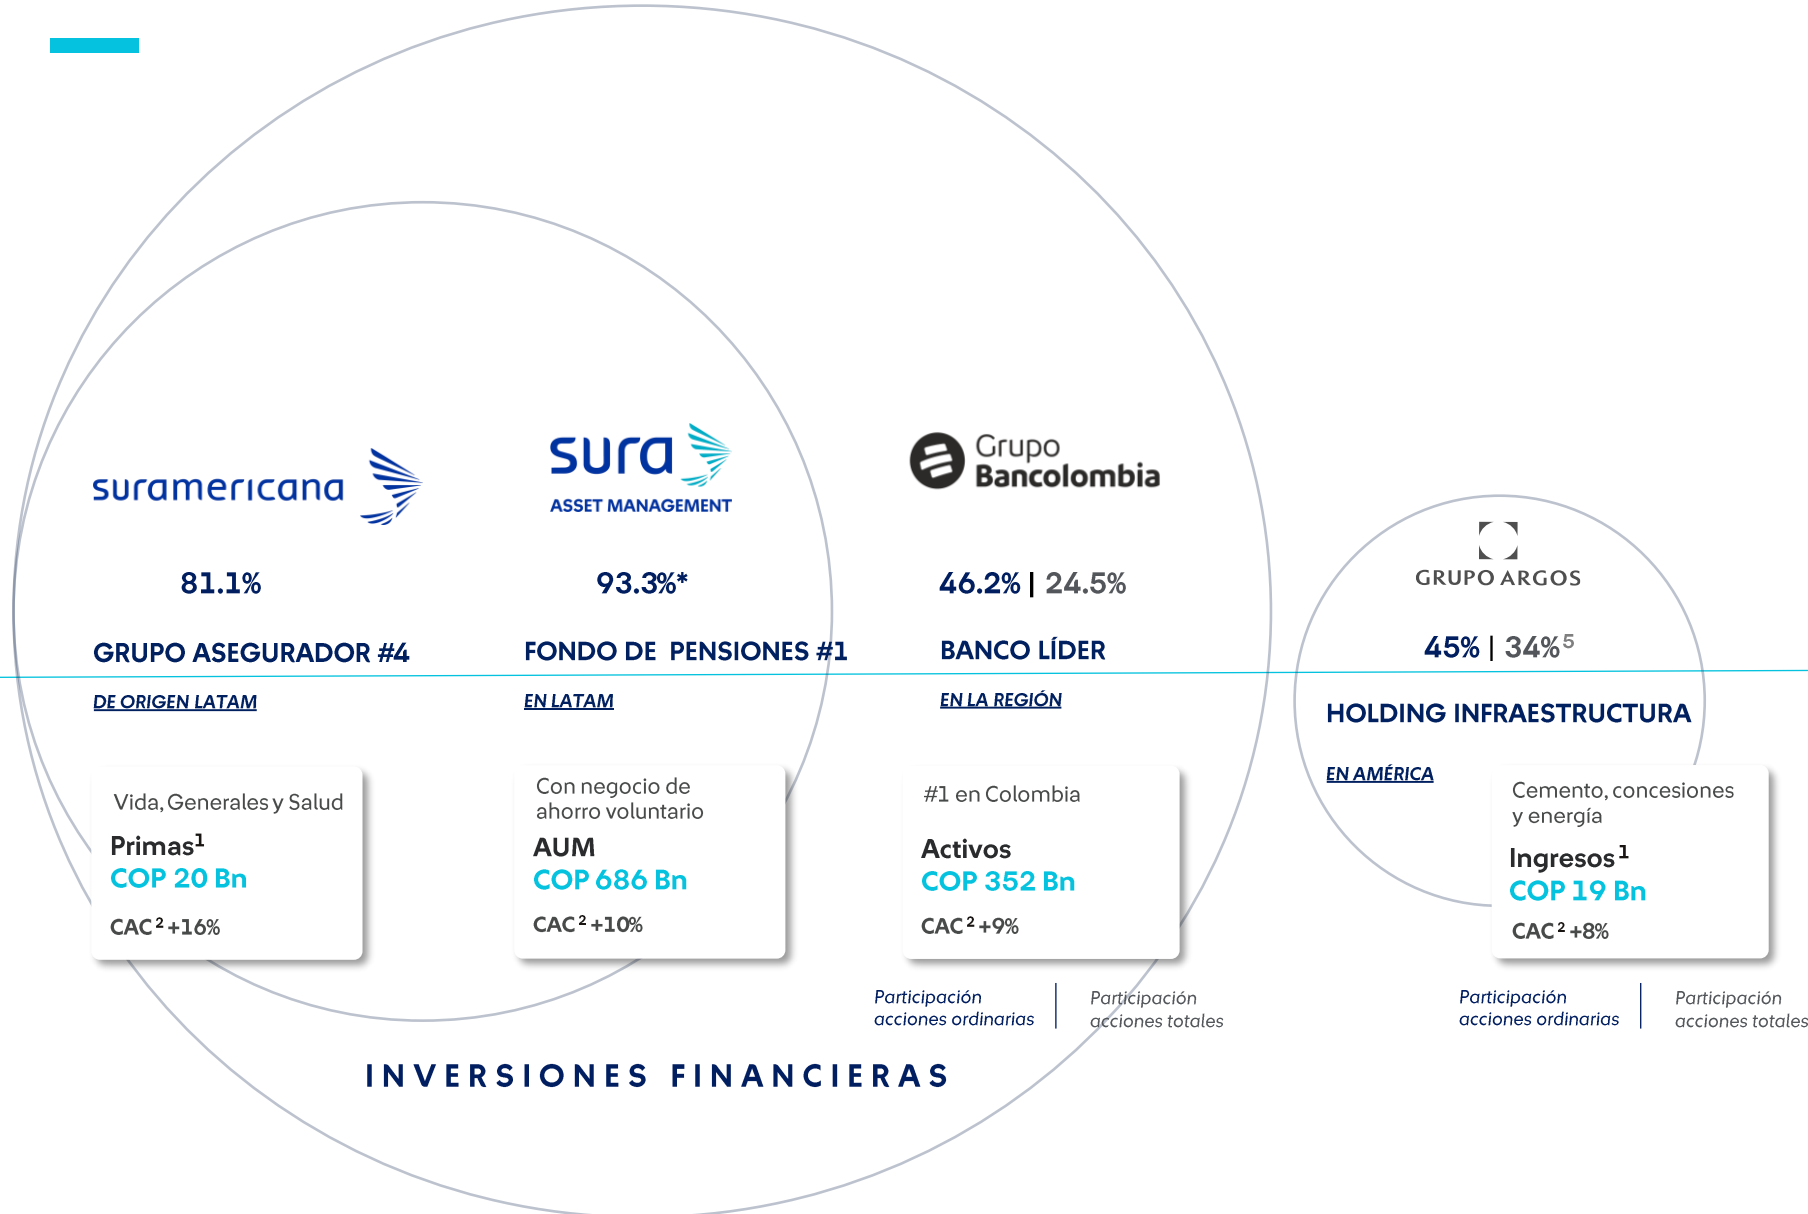 suramericana
81.1%
GRUPO ASEGURADOR #4
DE ORIGEN LATAM
Vida, Generales y Salud
Primas¹
COP 20 Bn
CAC² +16%
sura
ASSET MANAGEMENT
93.3%*
FONDO DE PENSIONES #1
EN LATAM
Con negocio de
ahorro voluntario
AUM
COP 686 Bn
CAC² +10%
Grupo
Bancolombia
46.2% | 24.5%
BANCO LÍDER
EN LA REGIÓN
#1 en Colombia
Activos
COP 352 Bn
CAC² +9%
Participación
acciones ordinarias
Participación
acciones totales
GRUPO ARGOS
45% | 34%⁵
HOLDING INFRAESTRUCTURA
EN AMÉRICA
Cemento, concesiones
y energía
Ingresos¹
COP 19 Bn
CAC² +8%
Participación
acciones ordinarias
Participación
acciones totales
INVERSIONES FINANCIERAS